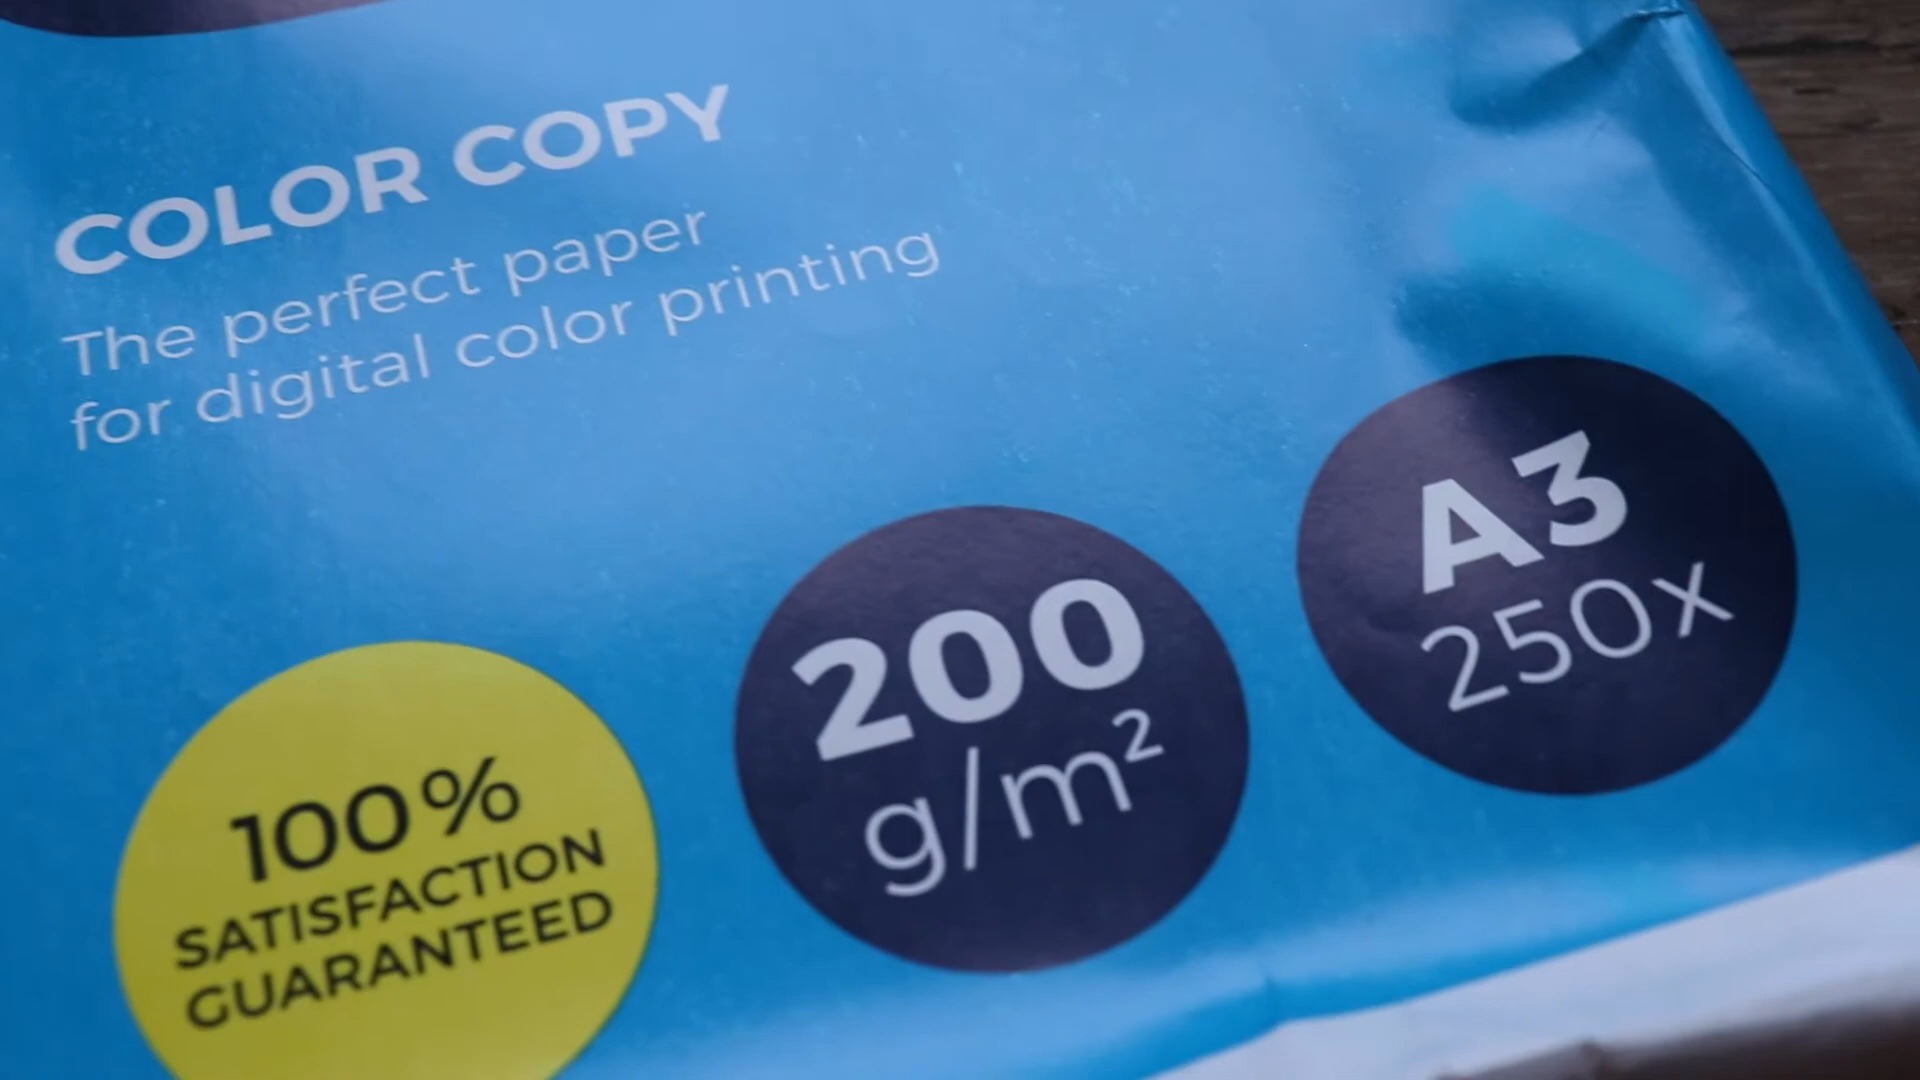 COLOR COPY
The perfect paper
for digital color printing
100%
SATISFACTION
GUARANTEED
200
g/m²
A3
250x